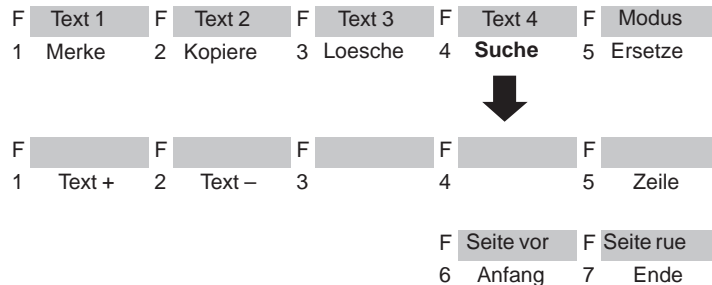 F Text 1 F Text 2 F Text 3 F Text 4 F Modus
1 Merke 2 Kopiere 3 Loesche 4 Suche 5 Ersetze
F F F F F
1 Text + 2 Text – 3 4 5 Zeile
F Seite vor F Seite rue
6 Anfang 7 Ende